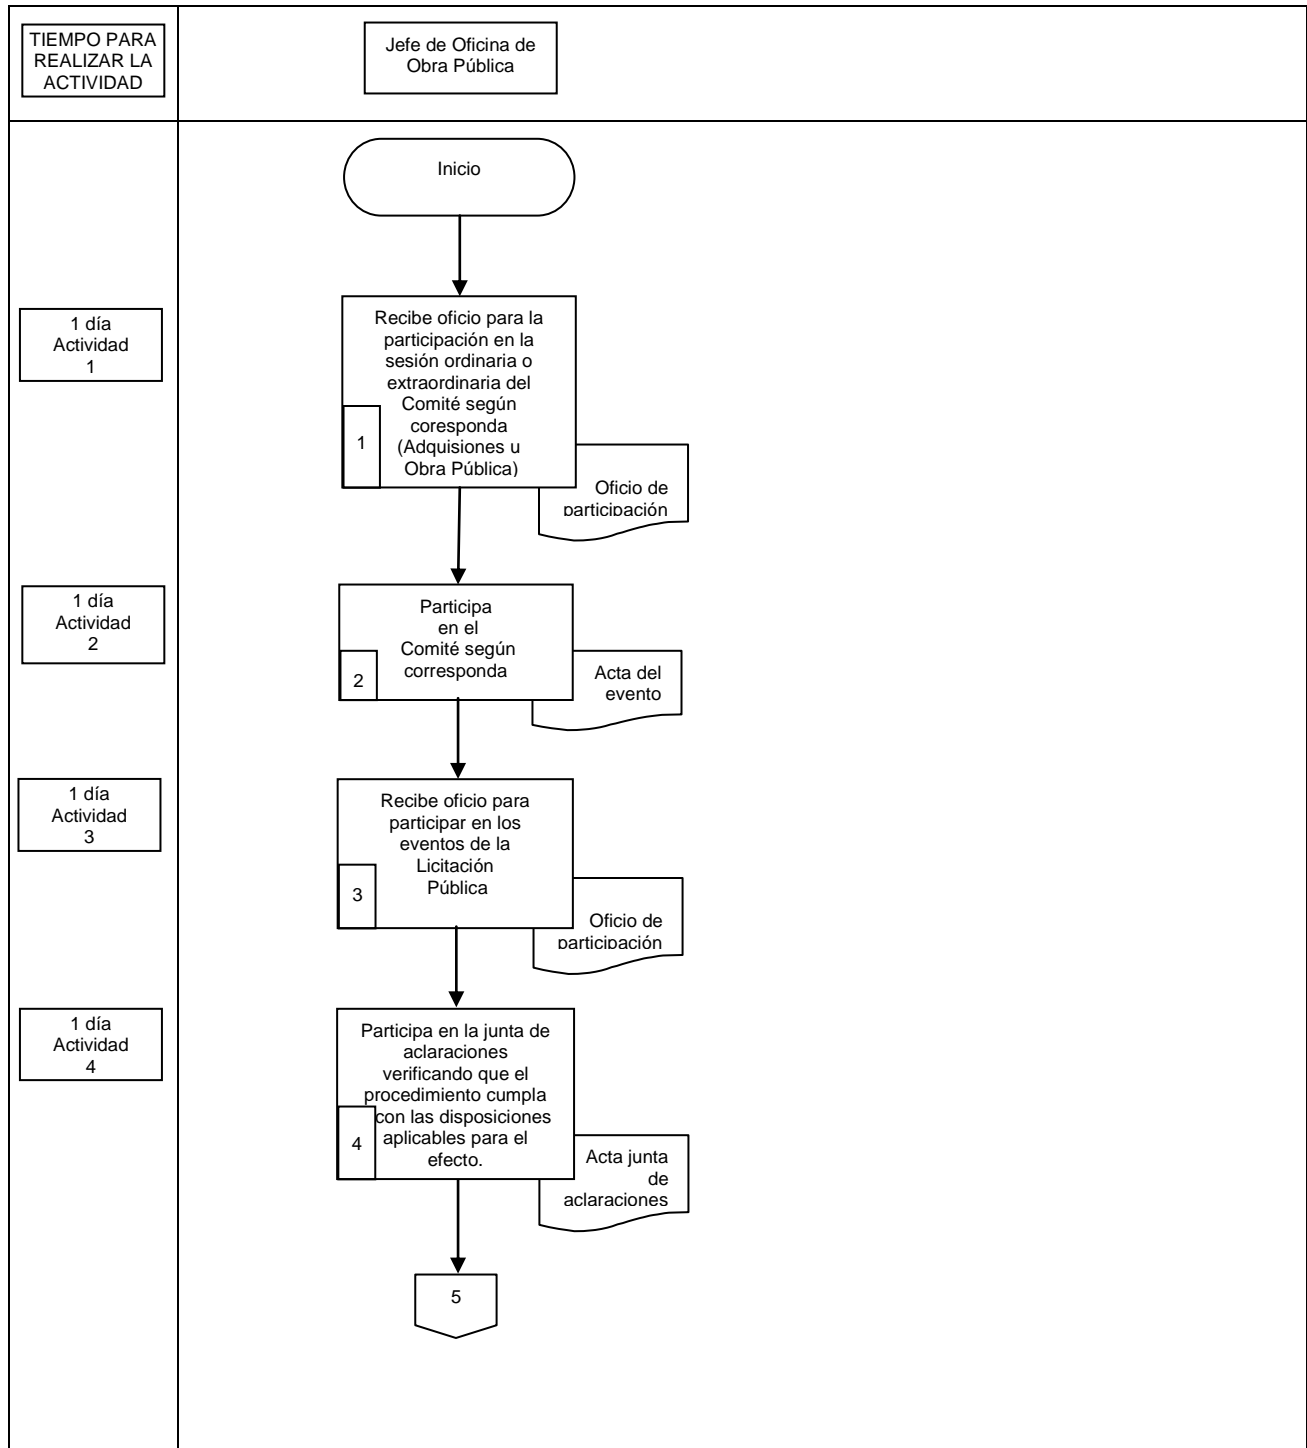 TIEMPO PARA
REALIZAR LA
ACTIVIDAD
Jefe de Oficina de
Obra Pública
Inicio
1 día
Actividad
1
Recibe oficio para la
participación en la
sesión ordinaria o
extraordinaria del
Comité según
coresponda
(Adquisiones u
Obra Pública)
1
Oficio de
participación
1 día
Actividad
2
Participa
en el
Comité según
corresponda
2
Acta del
evento
1 día
Actividad
3
Recibe oficio para
participar en los
eventos de la
Licitación
Pública
3
Oficio de
participación
1 día
Actividad
4
Participa en la junta de
aclaraciones
verificando que el
procedimiento cumpla
con las disposiciones
aplicables para el
efecto.
4
Acta junta
de
aclaraciones
5